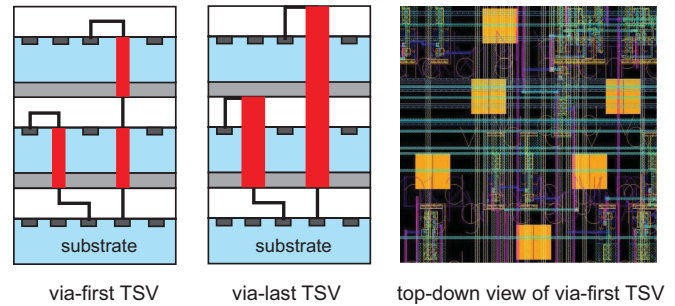 substrate
substrate
via-first TSV
via-last TSV
top-down view of via-first TSV